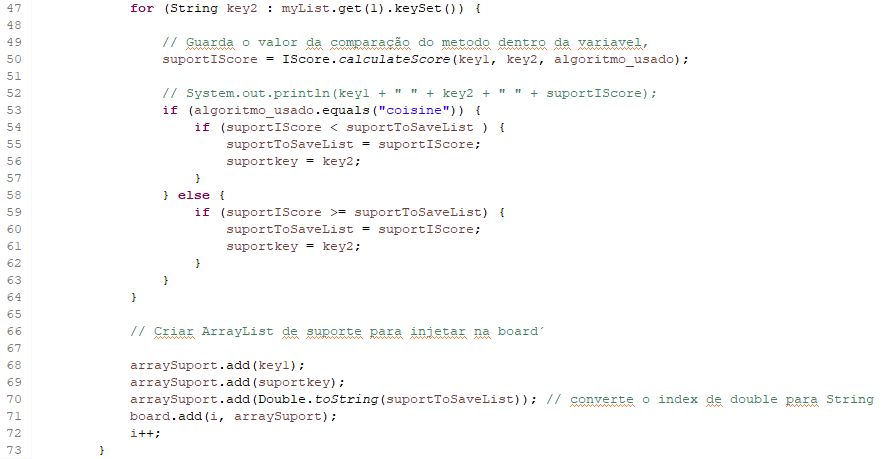 47 for (String key2 : myList.get(1).keySet()) {
48
49 // Guarda o valor da comparação do metodo dentro da variavel,
50 suportIScore = IScore.calculateScore(key1, key2, algoritmo_usado);
51
52 // System.out.println(key1 + " " + key2 + " " + suportIScore);
53 if (algoritmo_usado.equals("coisine")) {
54 if (suportIScore < suportToSaveList ) {
55 suportToSaveList = suportIScore;
56 suportkey = key2;
57 }
58 } else {
59 if (suportIScore >= suportToSaveList) {
60 suportToSaveList = suportIScore;
61 suportkey = key2;
62 }
63 }
64 }
65
66 // Criar ArrayList de suporte para injetar na board´
67
68 arraySuport.add(key1);
69 arraySuport.add(suportkey);
70 arraySuport.add(Double.toString(suportToSaveList)); // converte o index de double para String
71 board.add(i, arraySuport);
72 i++;
73 }